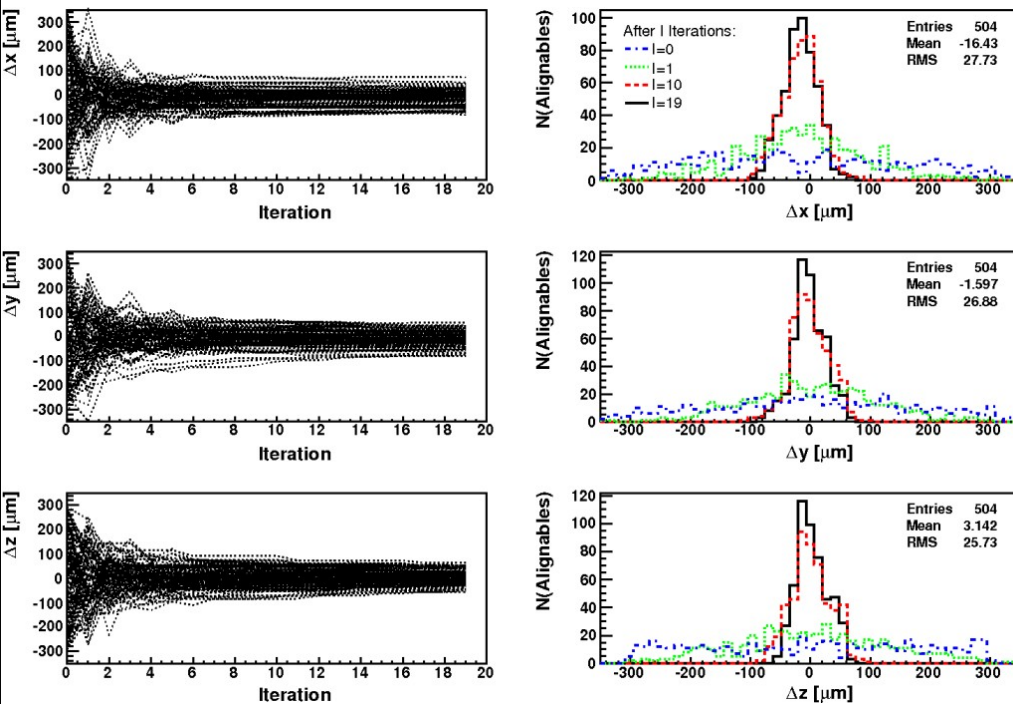 Δx [μm]
300
200
100
0
-100
-200
-300
0 2 4 6 8 10 12 14 16 18 20
Iteration
N(Alignables)
100
80
60
40
20
0
After I Iterations:
I=0
I=1
I=10
I=19
Entries 504
Mean -16.43
RMS 27.73
-300 -200 -100 0 100 200 300
Δx [μm]
Δy [μm]
300
200
100
0
-100
-200
-300
0 2 4 6 8 10 12 14 16 18 20
Iteration
N(Alignables)
120
100
80
60
40
20
0
Entries 504
Mean -1.597
RMS 26.88
-300 -200 -100 0 100 200 300
Δy [μm]
Δz [μm]
300
200
100
0
-100
-200
-300
0 2 4 6 8 10 12 14 16 18 20
Iteration
N(Alignables)
120
100
80
60
40
20
0
Entries 504
Mean 3.142
RMS 25.73
-300 -200 -100 0 100 200 300
Δz [μm]